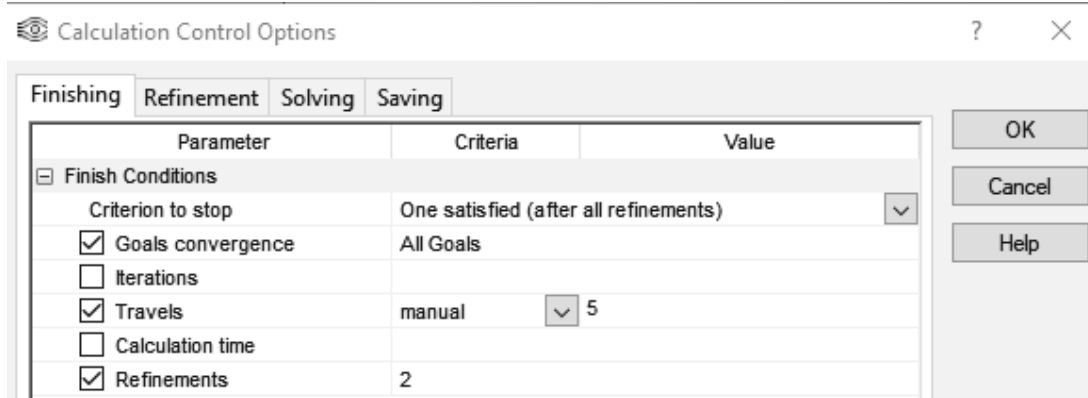 Calculation Control Options
Finishing Refinement Solving Saving
Parameter Criteria Value
Finish Conditions
Criterion to stop One satisfied (after all refinements)
Goals convergence All Goals
Iterations
Travels manual 5
Calculation time
Refinements 2
OK
Cancel
Help